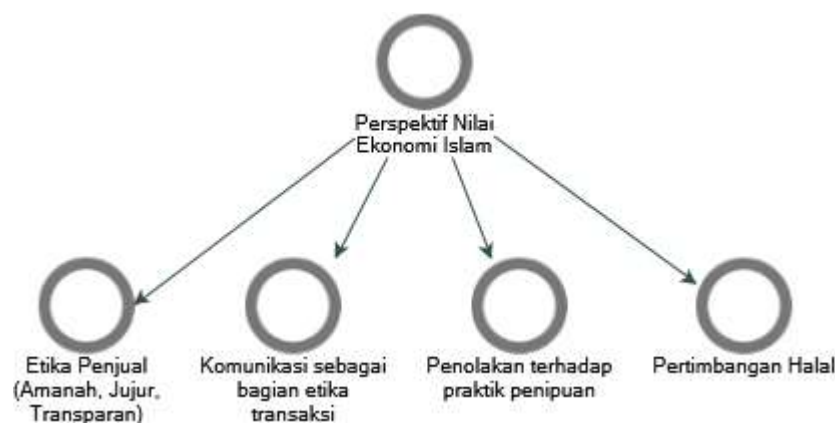 Perspektif Nilai
Ekonomi Islam
Etika Penjual
(Amanah, Jujur,
Transparan)
Komunikasi sebagai
bagian etika
transaksi
Penolakan terhadap
praktik penipuan
Pertimbangan Halal